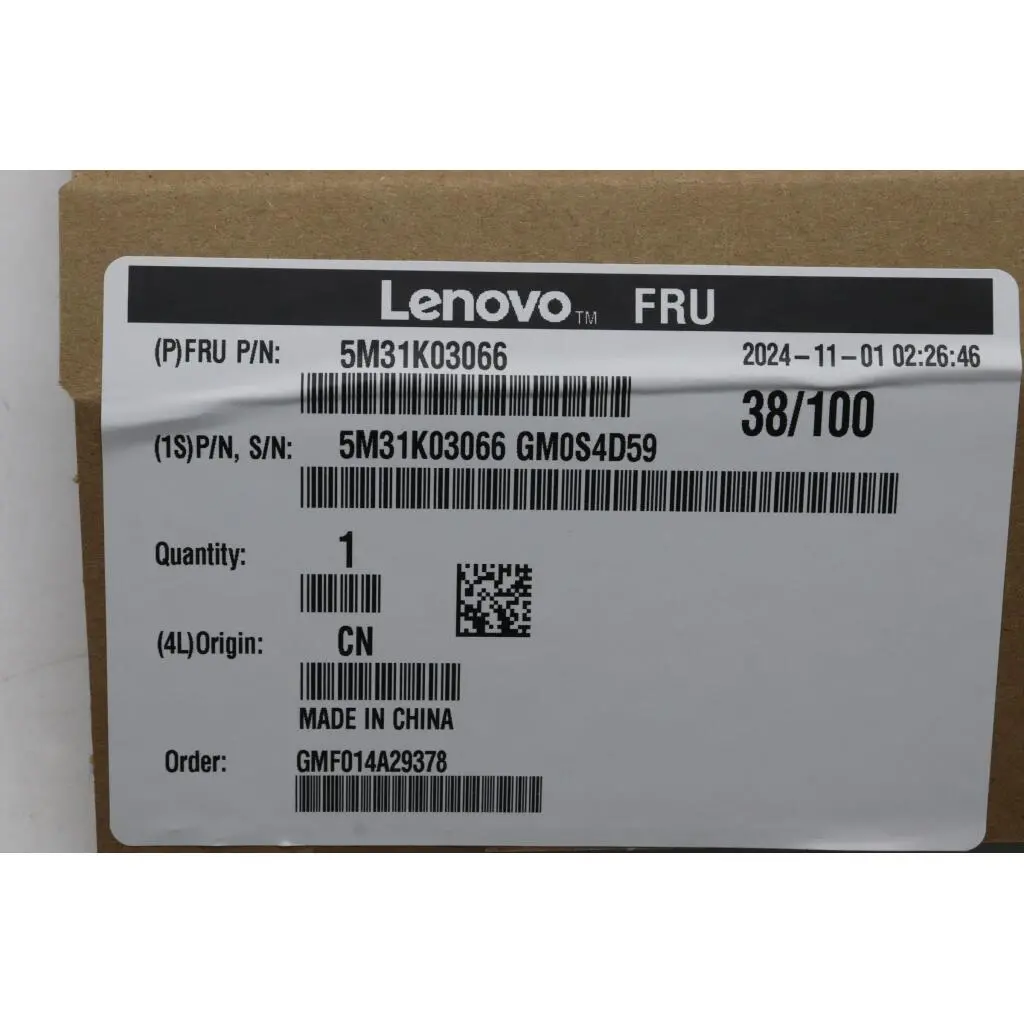 Lenovo™ FRU
(P)FRU P/N: 5M31K03066 2024-11-01 02:26:46
38/100
(1S)P/N, S/N: 5M31K03066 GM0S4D59
Quantity: 1
(4L)Origin: CN
MADE IN CHINA
Order: GMF014A29378